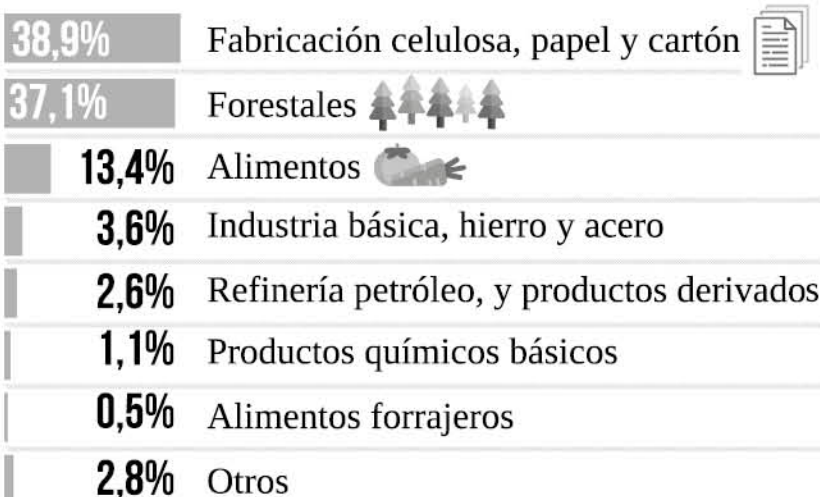 38,9% Fabricación celulosa, papel y cartón
37,1% Forestales
13,4% Alimentos
3,6% Industria básica, hierro y acero
2,6% Refinería petróleo, y productos derivados
1,1% Productos químicos básicos
0,5% Alimentos forrajeros
2,8% Otros